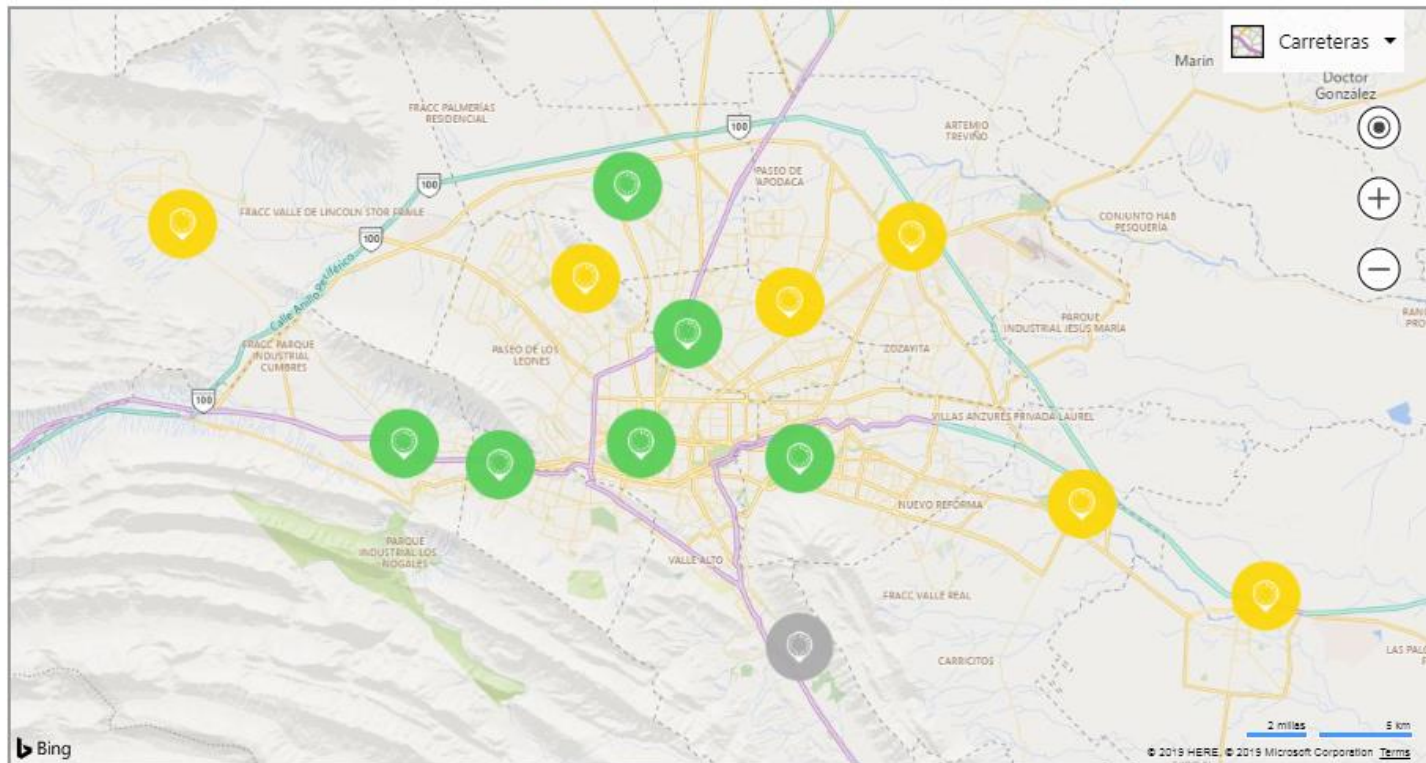 Carreteras
Marin
Doctor
González
FRACC PALMERÍAS
RESIDENCIAL
100
ARTEMIO
TREVIÑO
PASEO DE
APODACA
100
FRACC VALLE DE LINCOLN STOR FRAILE
100
CONJUNTO HAB
PESQUERÍA
Calle Anillo Periférico
PARQUE
INDUSTRIAL JESÚS MARÍA
FRACC PARQUE
INDUSTRIAL
CUMBRES
PASEO DE LOS
LEONES
ZOZAYITA
100
VILLAS ANZURES PRIVADA LAUREL
NUEVO REFORMA
PARQUE
INDUSTRIAL LOS
NOGALES
VALLE ALTO
FRACC VALLE REAL
CARRICITOS
LAS PAL
2 millas
5 km
Bing
© 2019 HERE, © 2019 Microsoft Corporation Terms